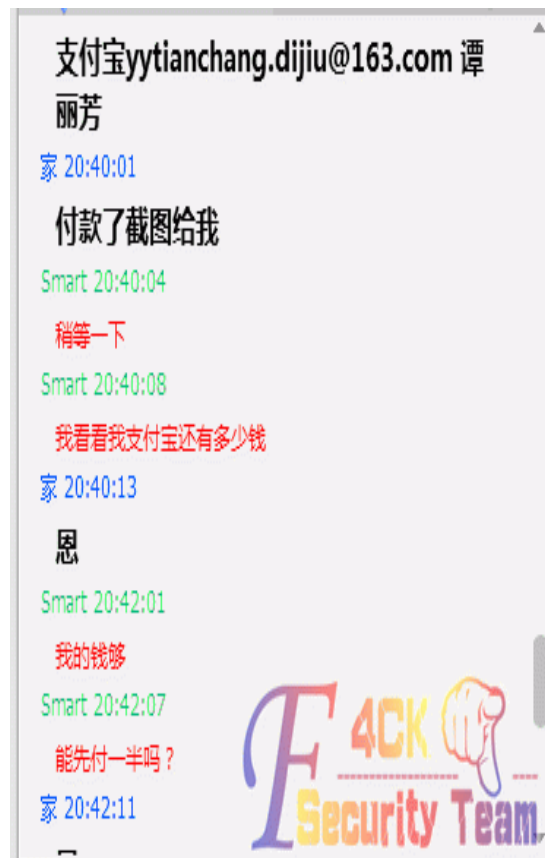 支付宝yytianchang.dijiu@163.com 谭
丽芳
家 20:40:01
付款了截图给我
Smart 20:40:04
稍等一下
Smart 20:40:08
我看看我支付宝还有多少钱
家 20:40:13
恩
Smart 20:42:01
我的钱够
Smart 20:42:07
能先付一半吗？
家 20:42:11
F4CK
Security Team